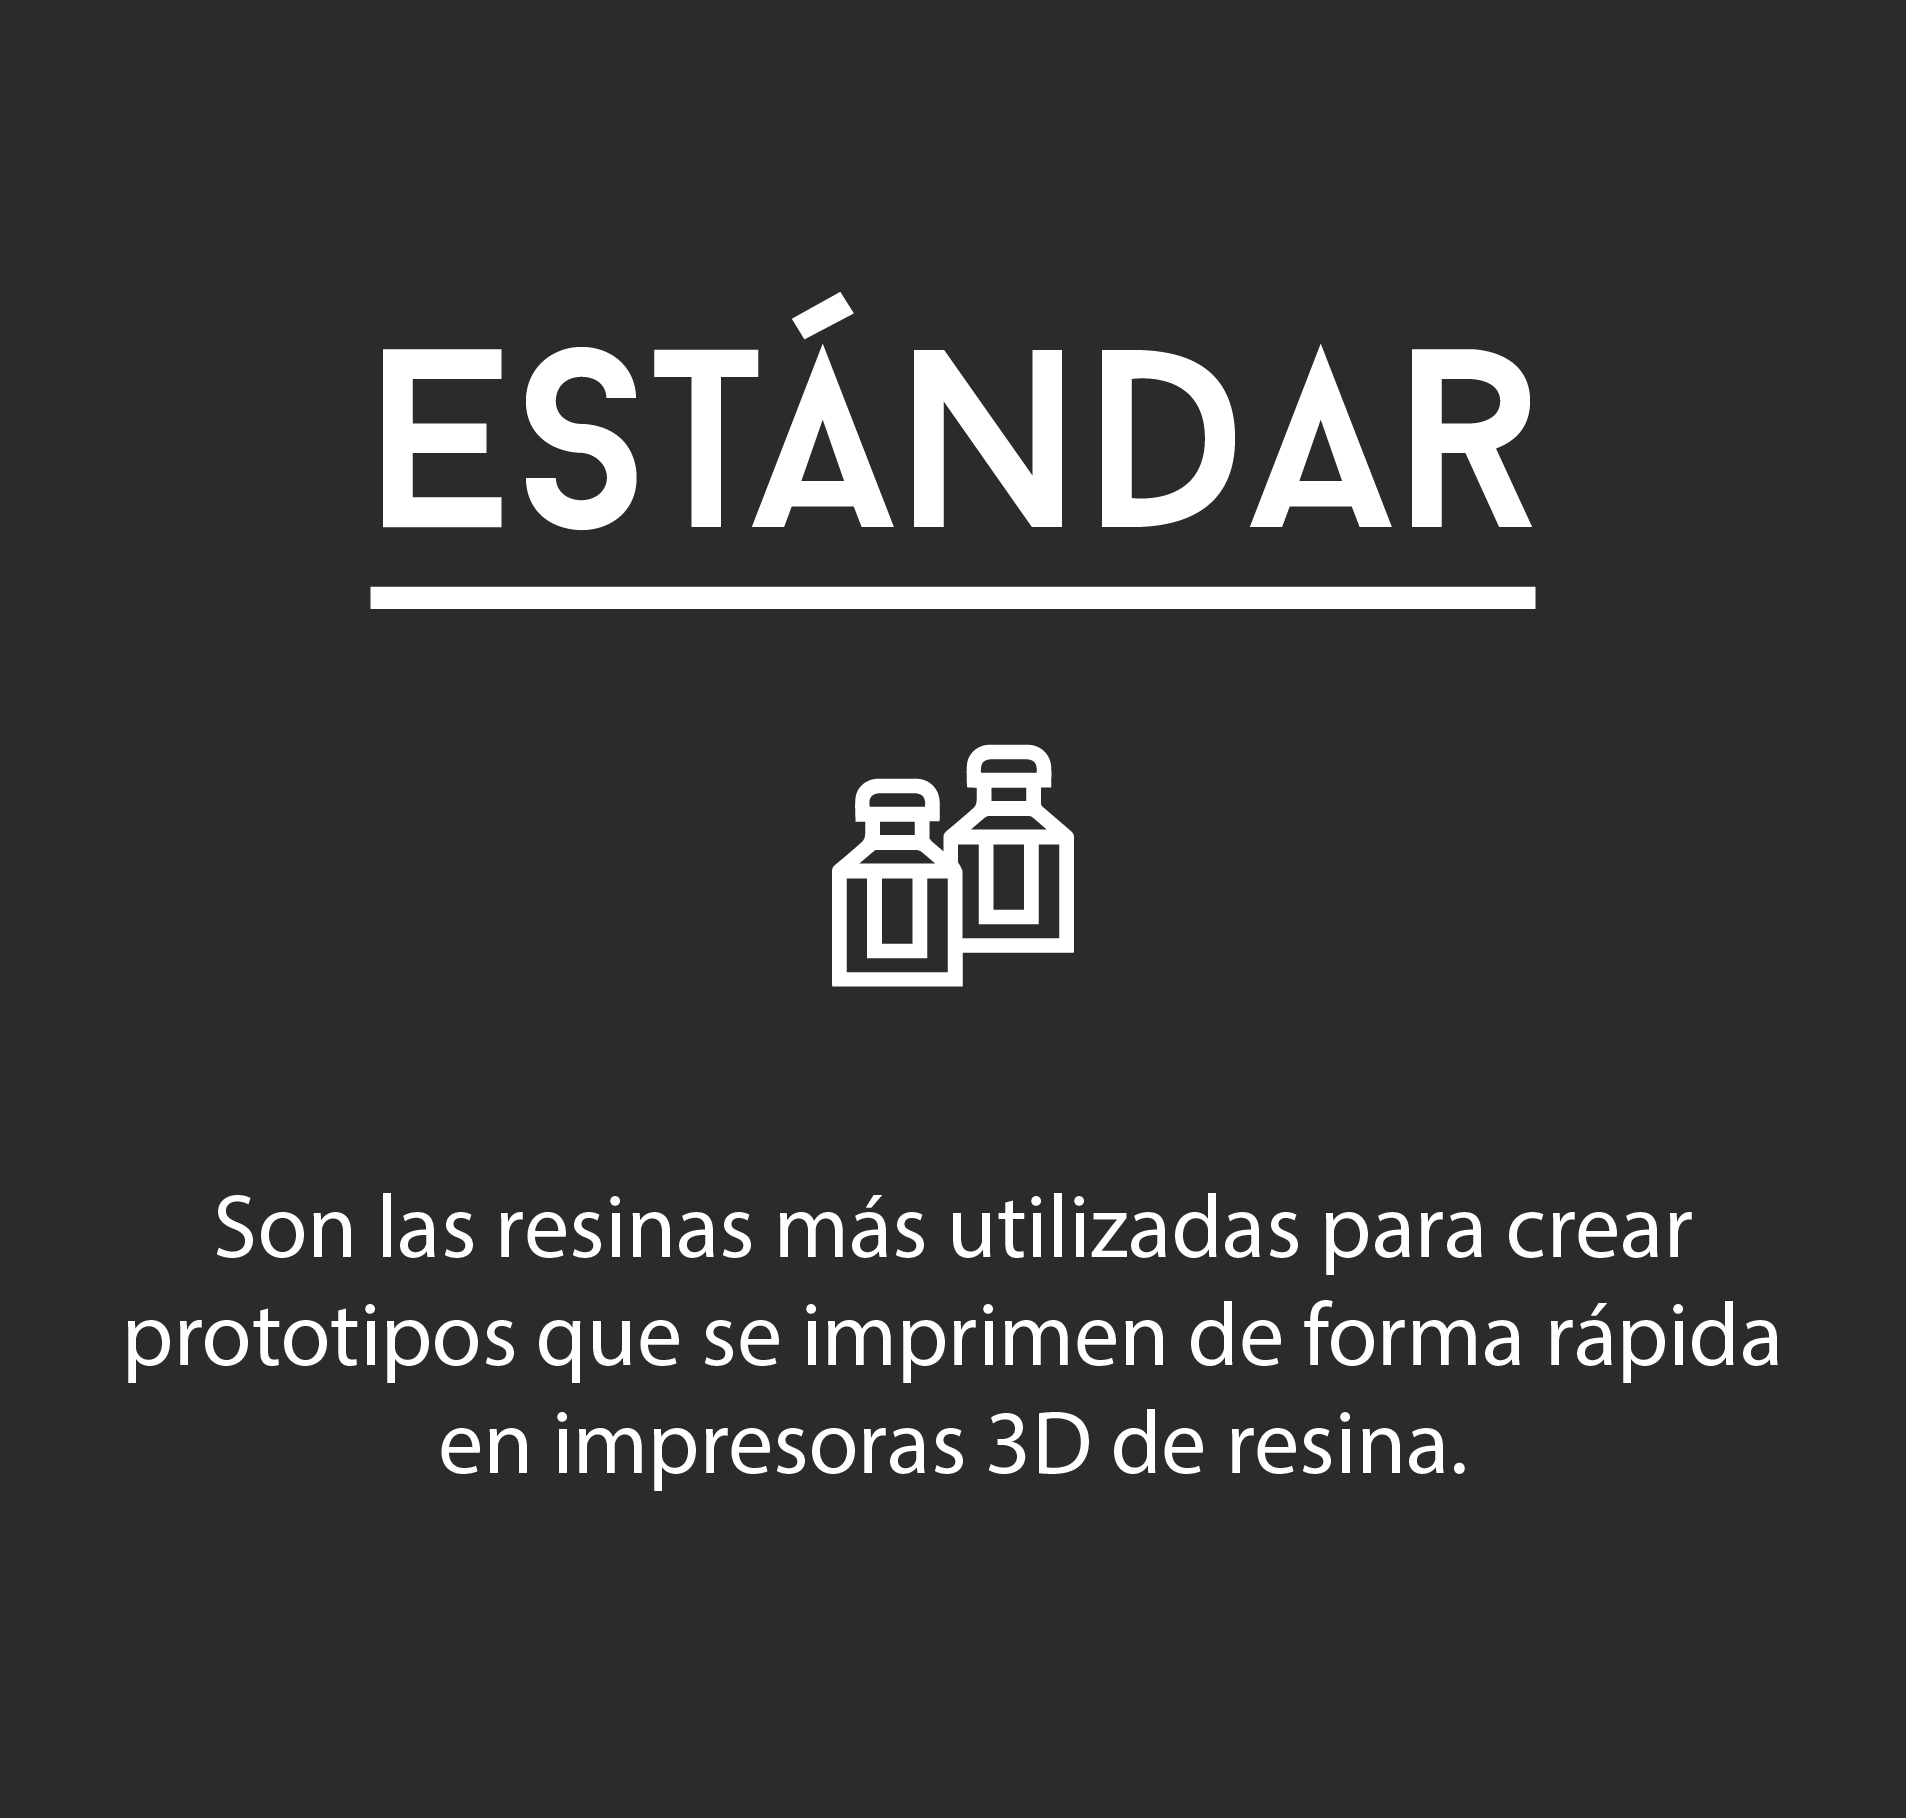 ESTÁNDAR
Son las resinas más utilizadas para crear
prototipos que se imprimen de forma rápida
en impresoras 3D de resina.